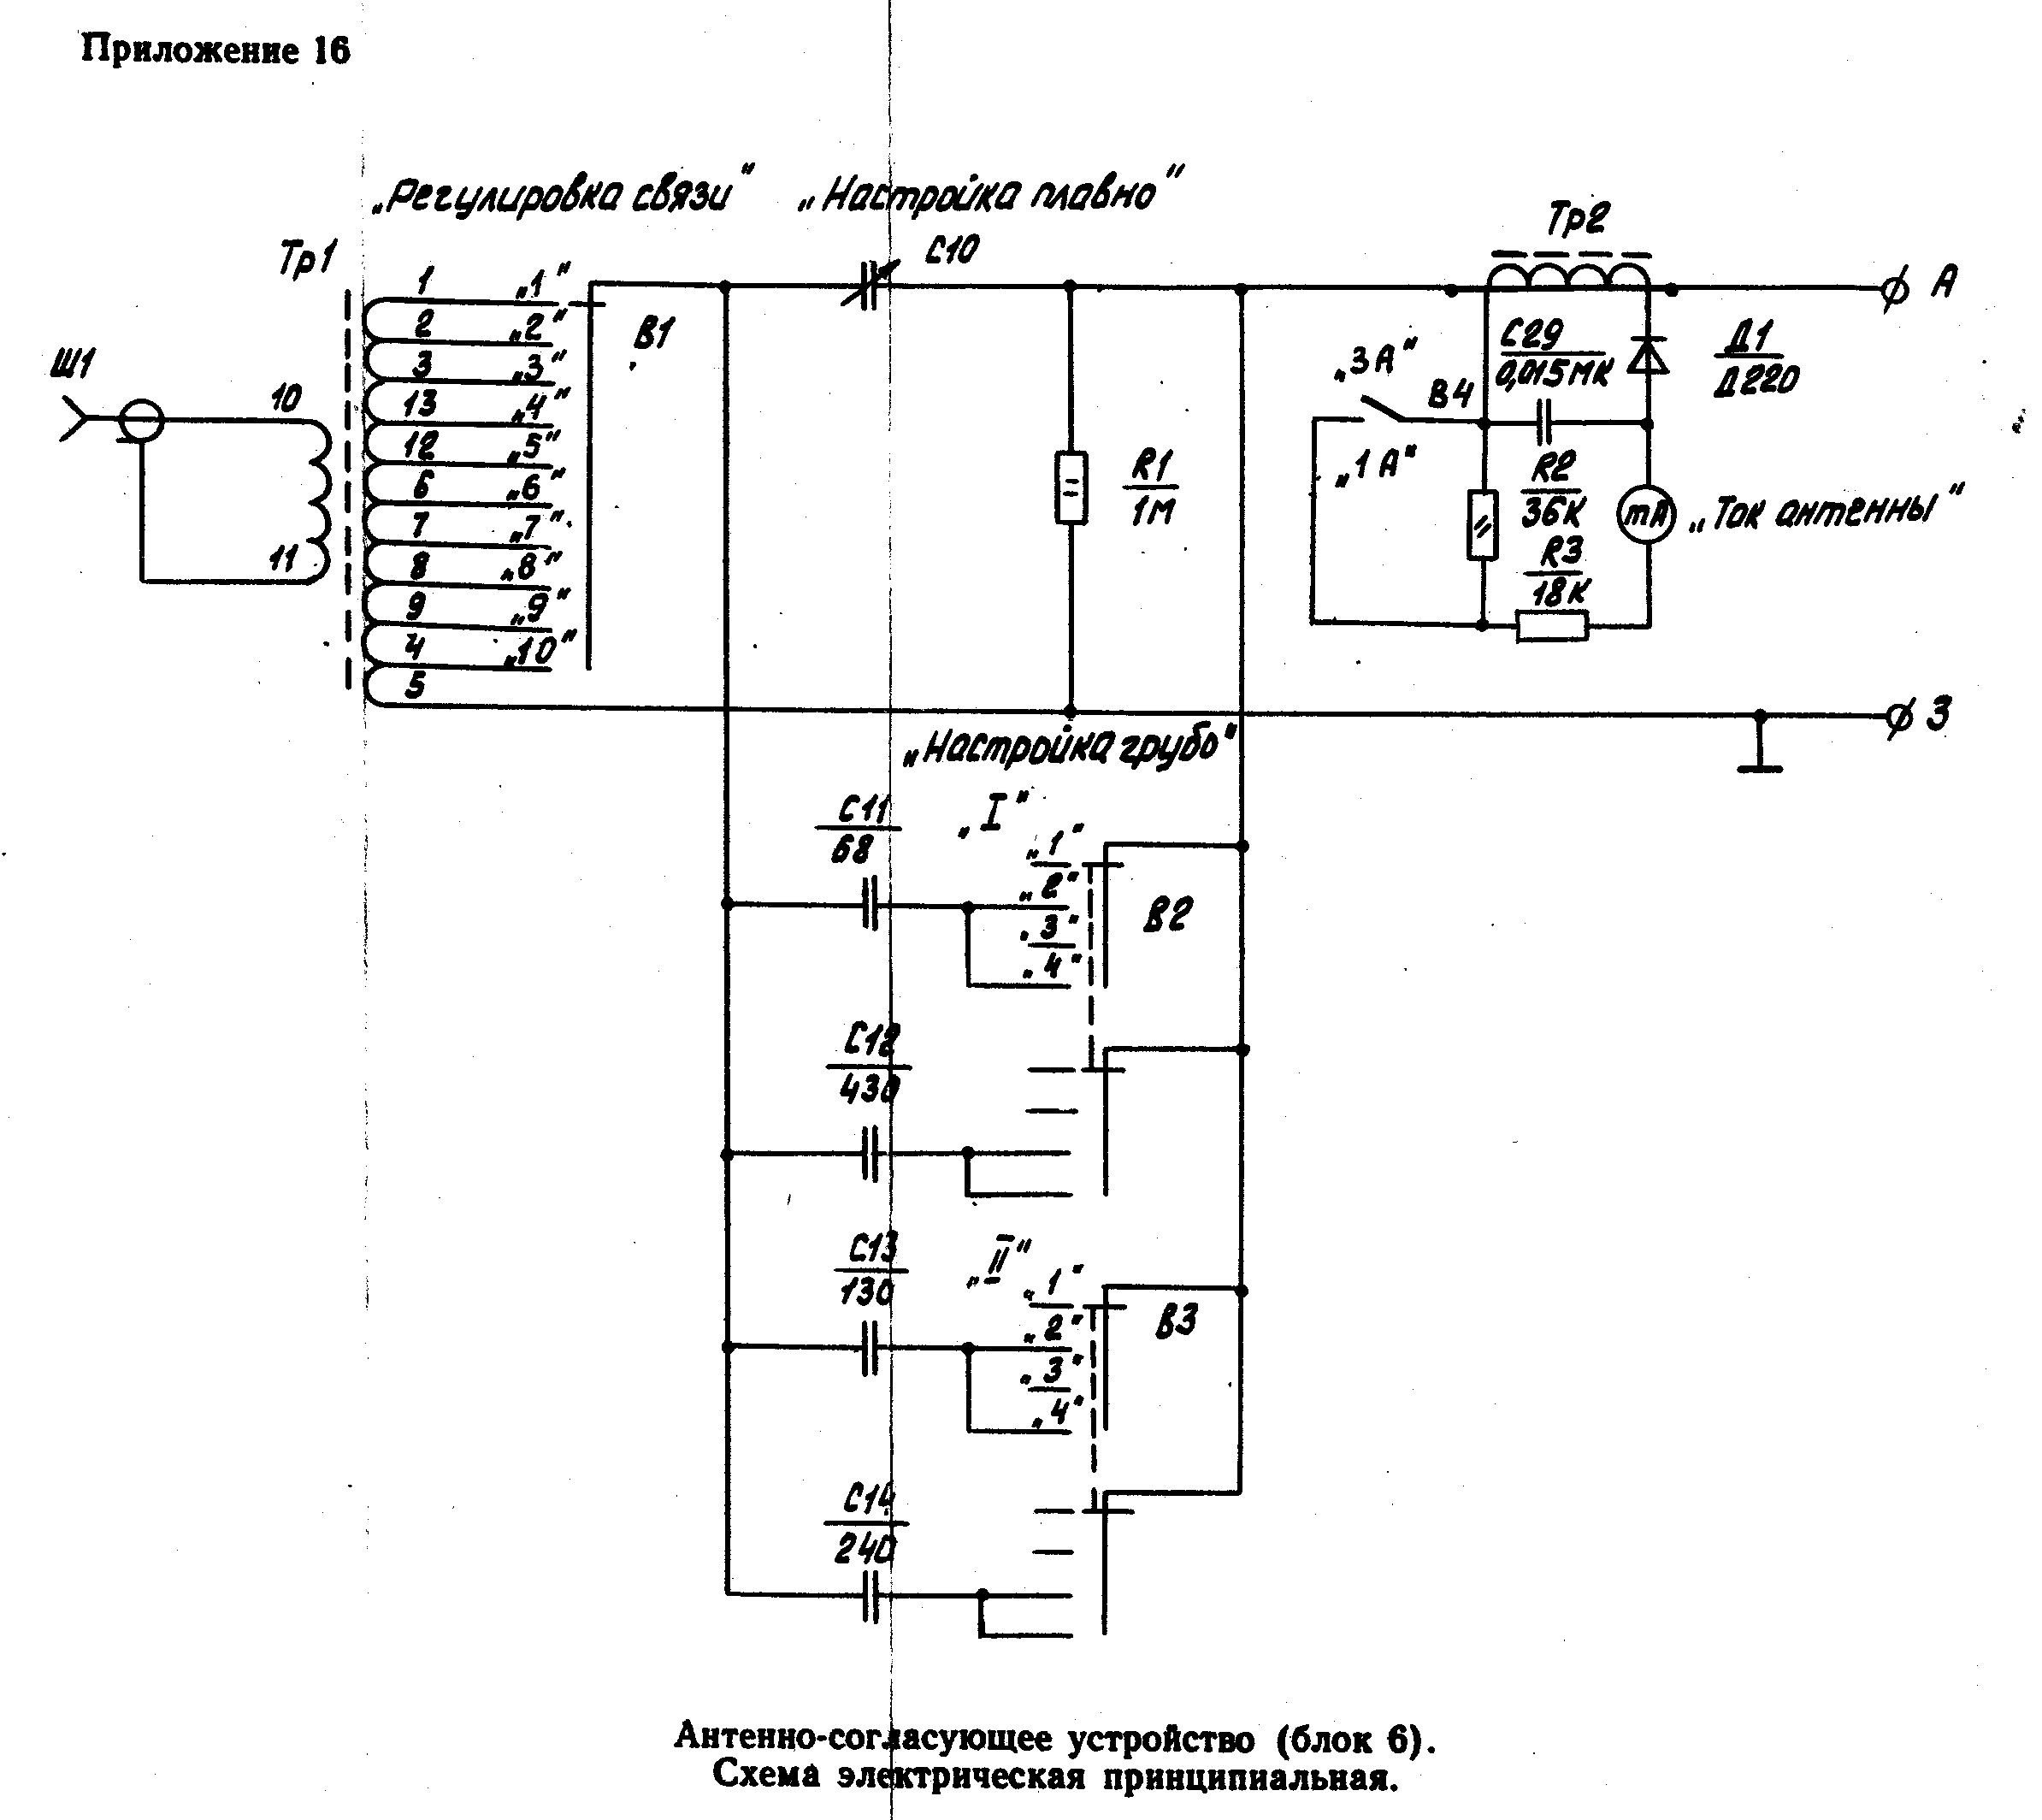 Приложение 16
„Регулировка связи" „Настройка плавно"
Тр1
С10
Тр2
А
1 „1"
2 „2"
3 „3"
13 „4"
12 „5"
6 „6"
7 „7"
8 „8"
9 „9"
4 „10"
5
В1
Ш1
10
11
R1
1М
„3А"
„1А"
В4
С29
0,015МК
Д1
Д220
R2
36К
R3
18К
mA
„Ток антенны"
З
„Настройка грубо"
С11
68
„I"
„1"
„2"
„3"
„4"
В2
С12
430
С13
130
„II"
„1"
„2"
„3"
„4"
В3
С14
240
Антенно-согласующее устройство (блок 6).
Схема электрическая принципиальная.